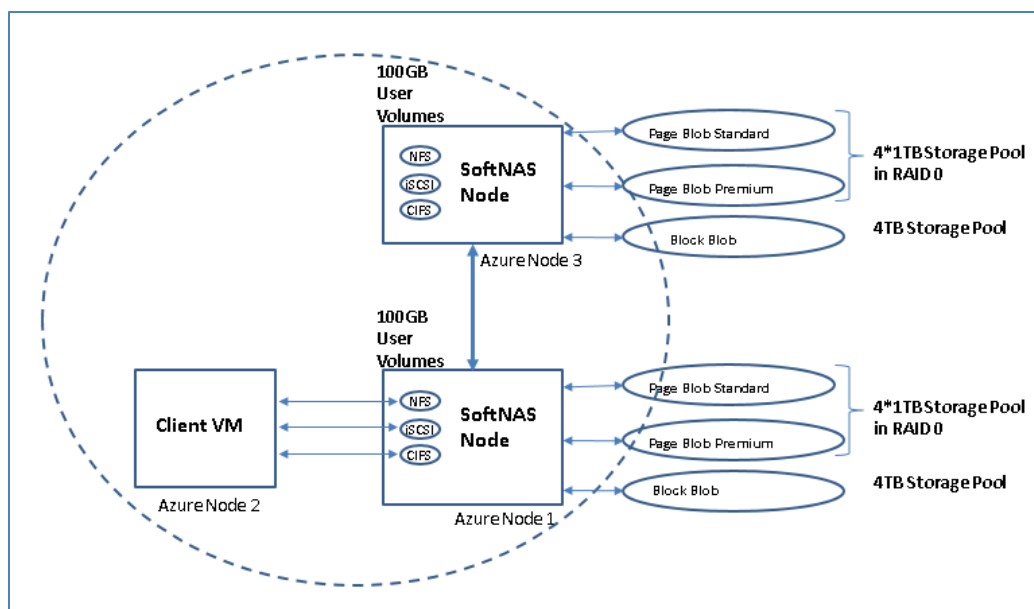 100GB
User
Volumes
NFS
iSCSI
CIFS
SoftNAS
Node
Azure Node 3
Page Blob Standard
Page Blob Premium
Block Blob
4*1TB Storage Pool
in RAID 0
4TB Storage Pool
100GB
User
Volumes
Client VM
Azure Node 2
NFS
iSCSI
CIFS
SoftNAS
Node
Azure Node 1
Page Blob Standard
Page Blob Premium
Block Blob
4*1TB Storage Pool
in RAID 0
4TB Storage Pool